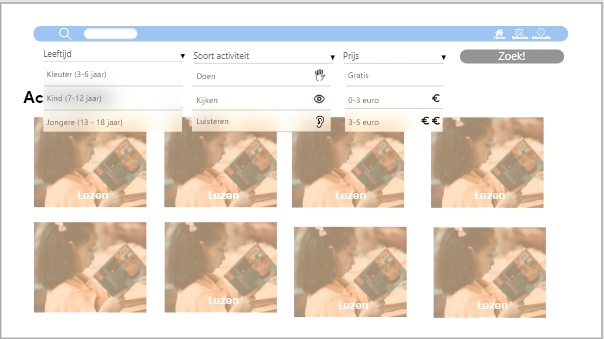 Leeftijd
Soort activiteit
Prijs
Zoek!
Kleuter (3-6 jaar)
Doen
Gratis
Ac
Kind (7-12 jaar)
Kijken
0-3 euro €
Jongere (13 - 18 jaar)
Luisteren
3-5 euro € €
Lezen
Lezen
Lezen
Lezen
Lezen
Lezen
Lezen